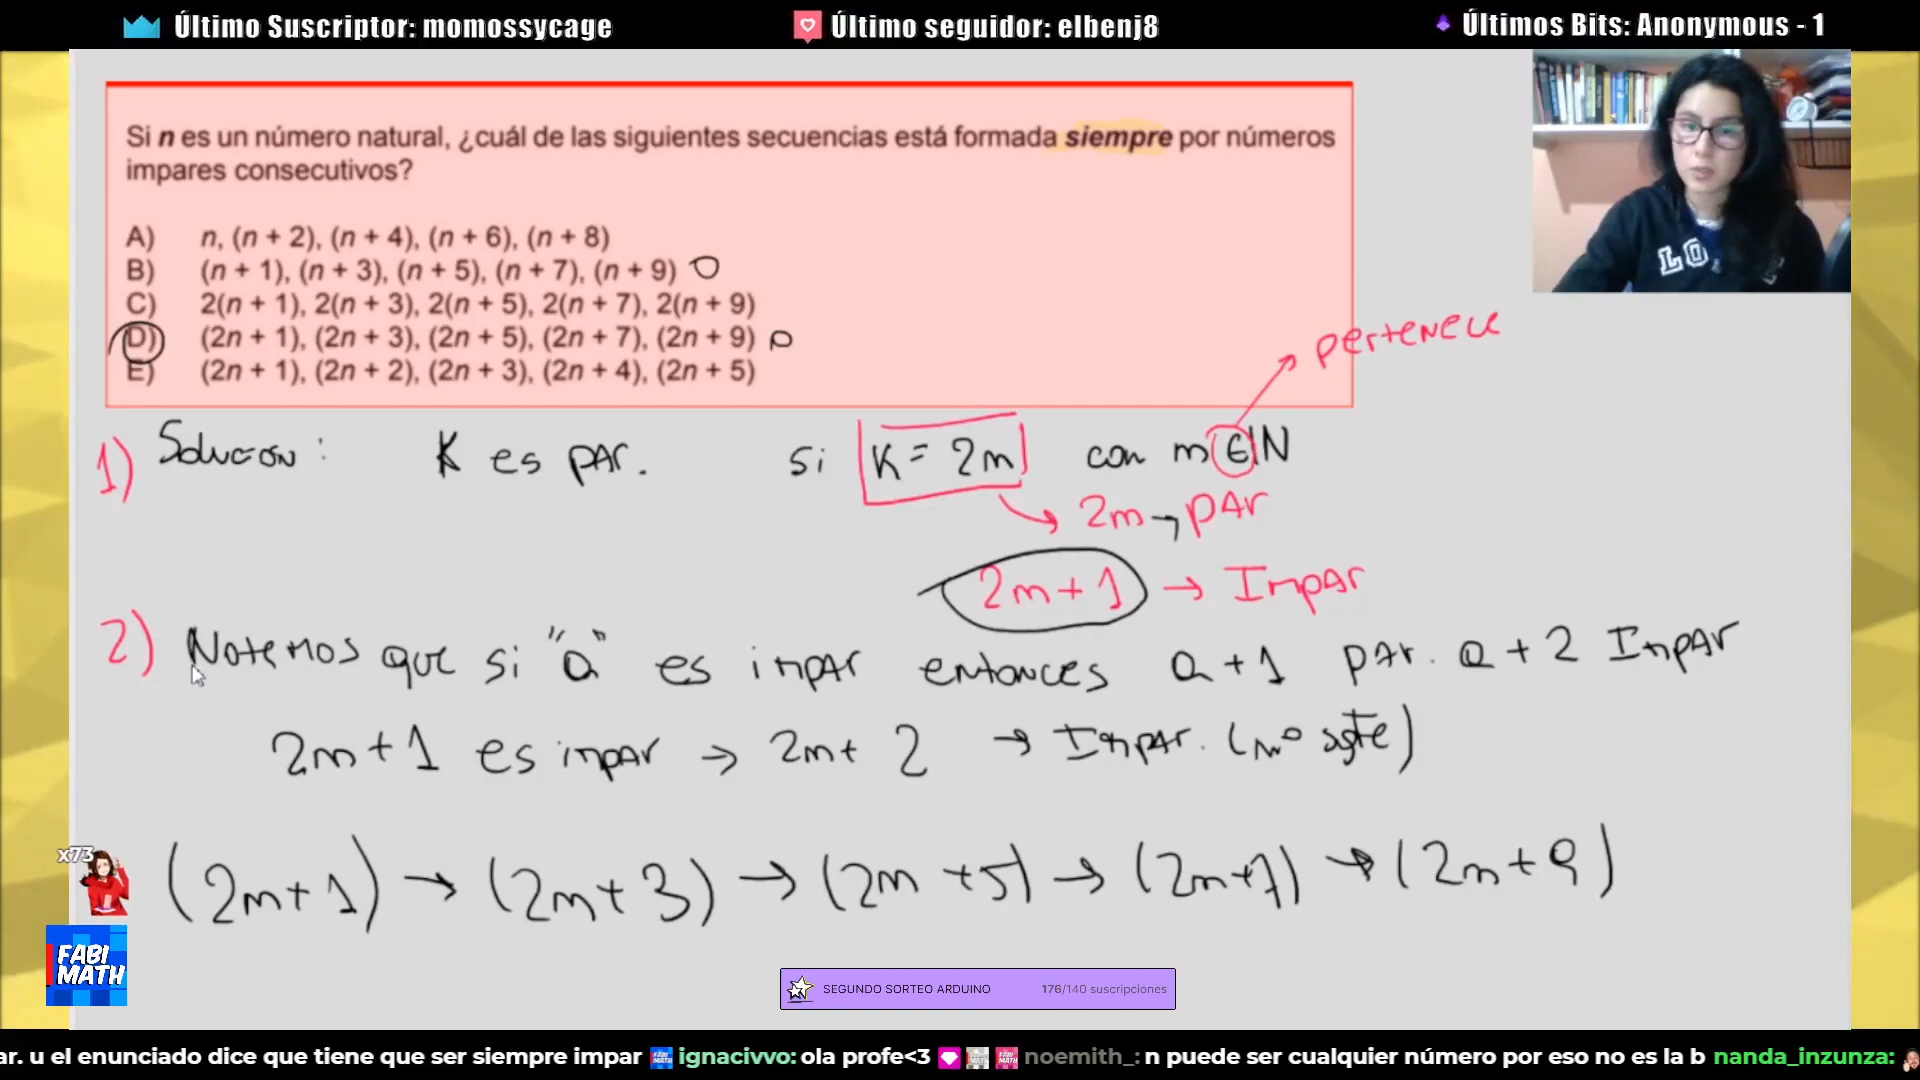 Último Suscriptor: momossycage
Último seguidor: elbenj8
Últimos Bits: Anonymous - 1
Si n es un número natural, ¿cuál de las siguientes secuencias está formada siempre por números
impares consecutivos?
A) n, (n + 2), (n + 4), (n + 6), (n + 8)
B) (n + 1), (n + 3), (n + 5), (n + 7), (n + 9)
C) 2(n + 1), 2(n + 3), 2(n + 5), 2(n + 7), 2(n + 9)
D) (2n + 1), (2n + 3), (2n + 5), (2n + 7), (2n + 9)
E) (2n + 1), (2n + 2), (2n + 3), (2n + 4), (2n + 5)
pertenece
1) Solucion: K es par. si K = 2m con m ∈ IN
2m → par
2m + 1 → Impar
2) Notemos que si "a" es impar entonces a + 1 par. a + 2 Impar
2m + 1 es impar → 2m + 2 → Impar. (no sgte)
(2m + 1) → (2m + 3) → (2m + 5) → (2m + 7) → (2m + 9)
x73
FABI
MATH
SEGUNDO SORTEO ARDUINO 176/140 suscripciones
ar. u el enunciado dice que tiene que ser siempre impar ignacivvo: ola profe<3 noemith_: n puede ser cualquier número por eso no es la b nanda_inzunza: